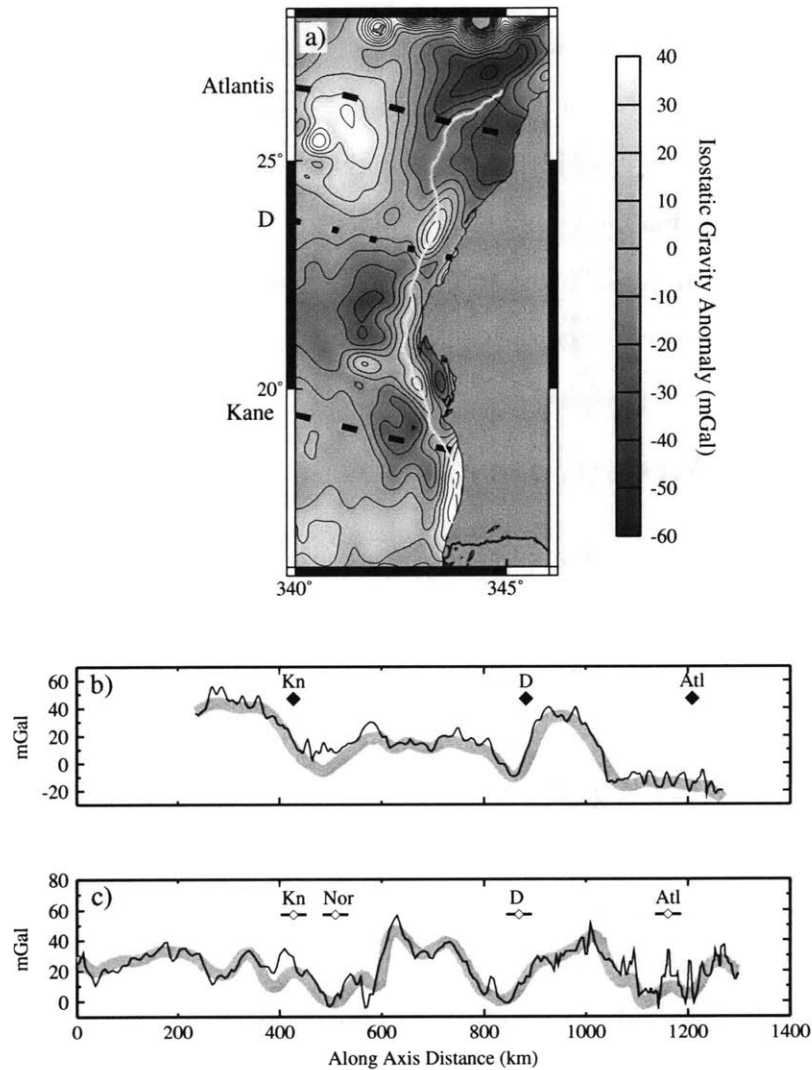 a)
Atlantis
25°
D
20°
Kane
340°
345°
40
30
20
10
0
-10
-20
-30
-40
-50
-60
Isostatic Gravity Anomaly (mGal)
b)
Kn
D
Atl
60
40
20
0
-20
mGal
c)
Kn
Nor
D
Atl
80
60
40
20
0
mGal
0
200
400
600
800
1000
1200
1400
Along Axis Distance (km)